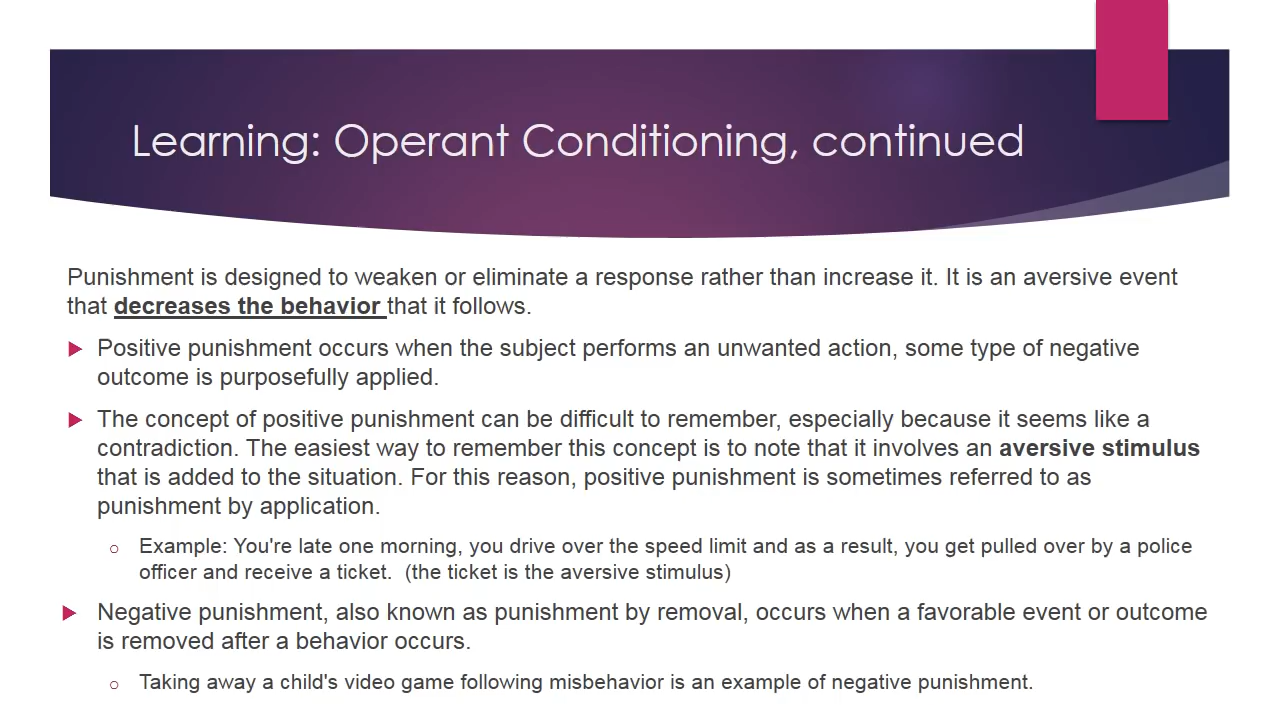 Learning: Operant Conditioning, continued
Punishment is designed to weaken or eliminate a response rather than increase it. It is an aversive event
that decreases the behavior that it follows.
Positive punishment occurs when the subject performs an unwanted action, some type of negative
outcome is purposefully applied.
The concept of positive punishment can be difficult to remember, especially because it seems like a
contradiction. The easiest way to remember this concept is to note that it involves an aversive stimulus
that is added to the situation. For this reason, positive punishment is sometimes referred to as
punishment by application.
Example: You're late one morning, you drive over the speed limit and as a result, you get pulled over by a police
officer and receive a ticket. (the ticket is the aversive stimulus)
Negative punishment, also known as punishment by removal, occurs when a favorable event or outcome
is removed after a behavior occurs.
Taking away a child's video game following misbehavior is an example of negative punishment.